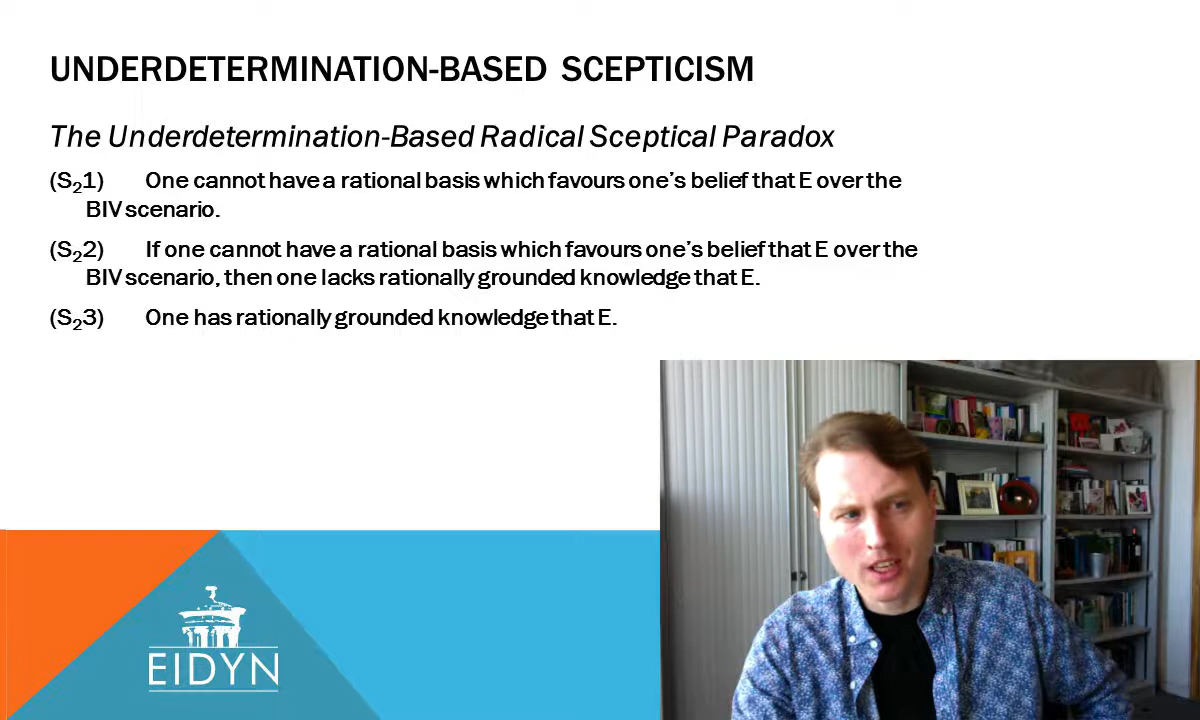 UNDERDETERMINATION-BASED SCEPTICISM
The Underdetermination-Based Radical Sceptical Paradox
(S₂1) One cannot have a rational basis which favours one's belief that E over the
BIV scenario.
(S₂2) If one cannot have a rational basis which favours one's belief that E over the
BIV scenario, then one lacks rationally grounded knowledge that E.
(S₂3) One has rationally grounded knowledge that E.
EIDYN